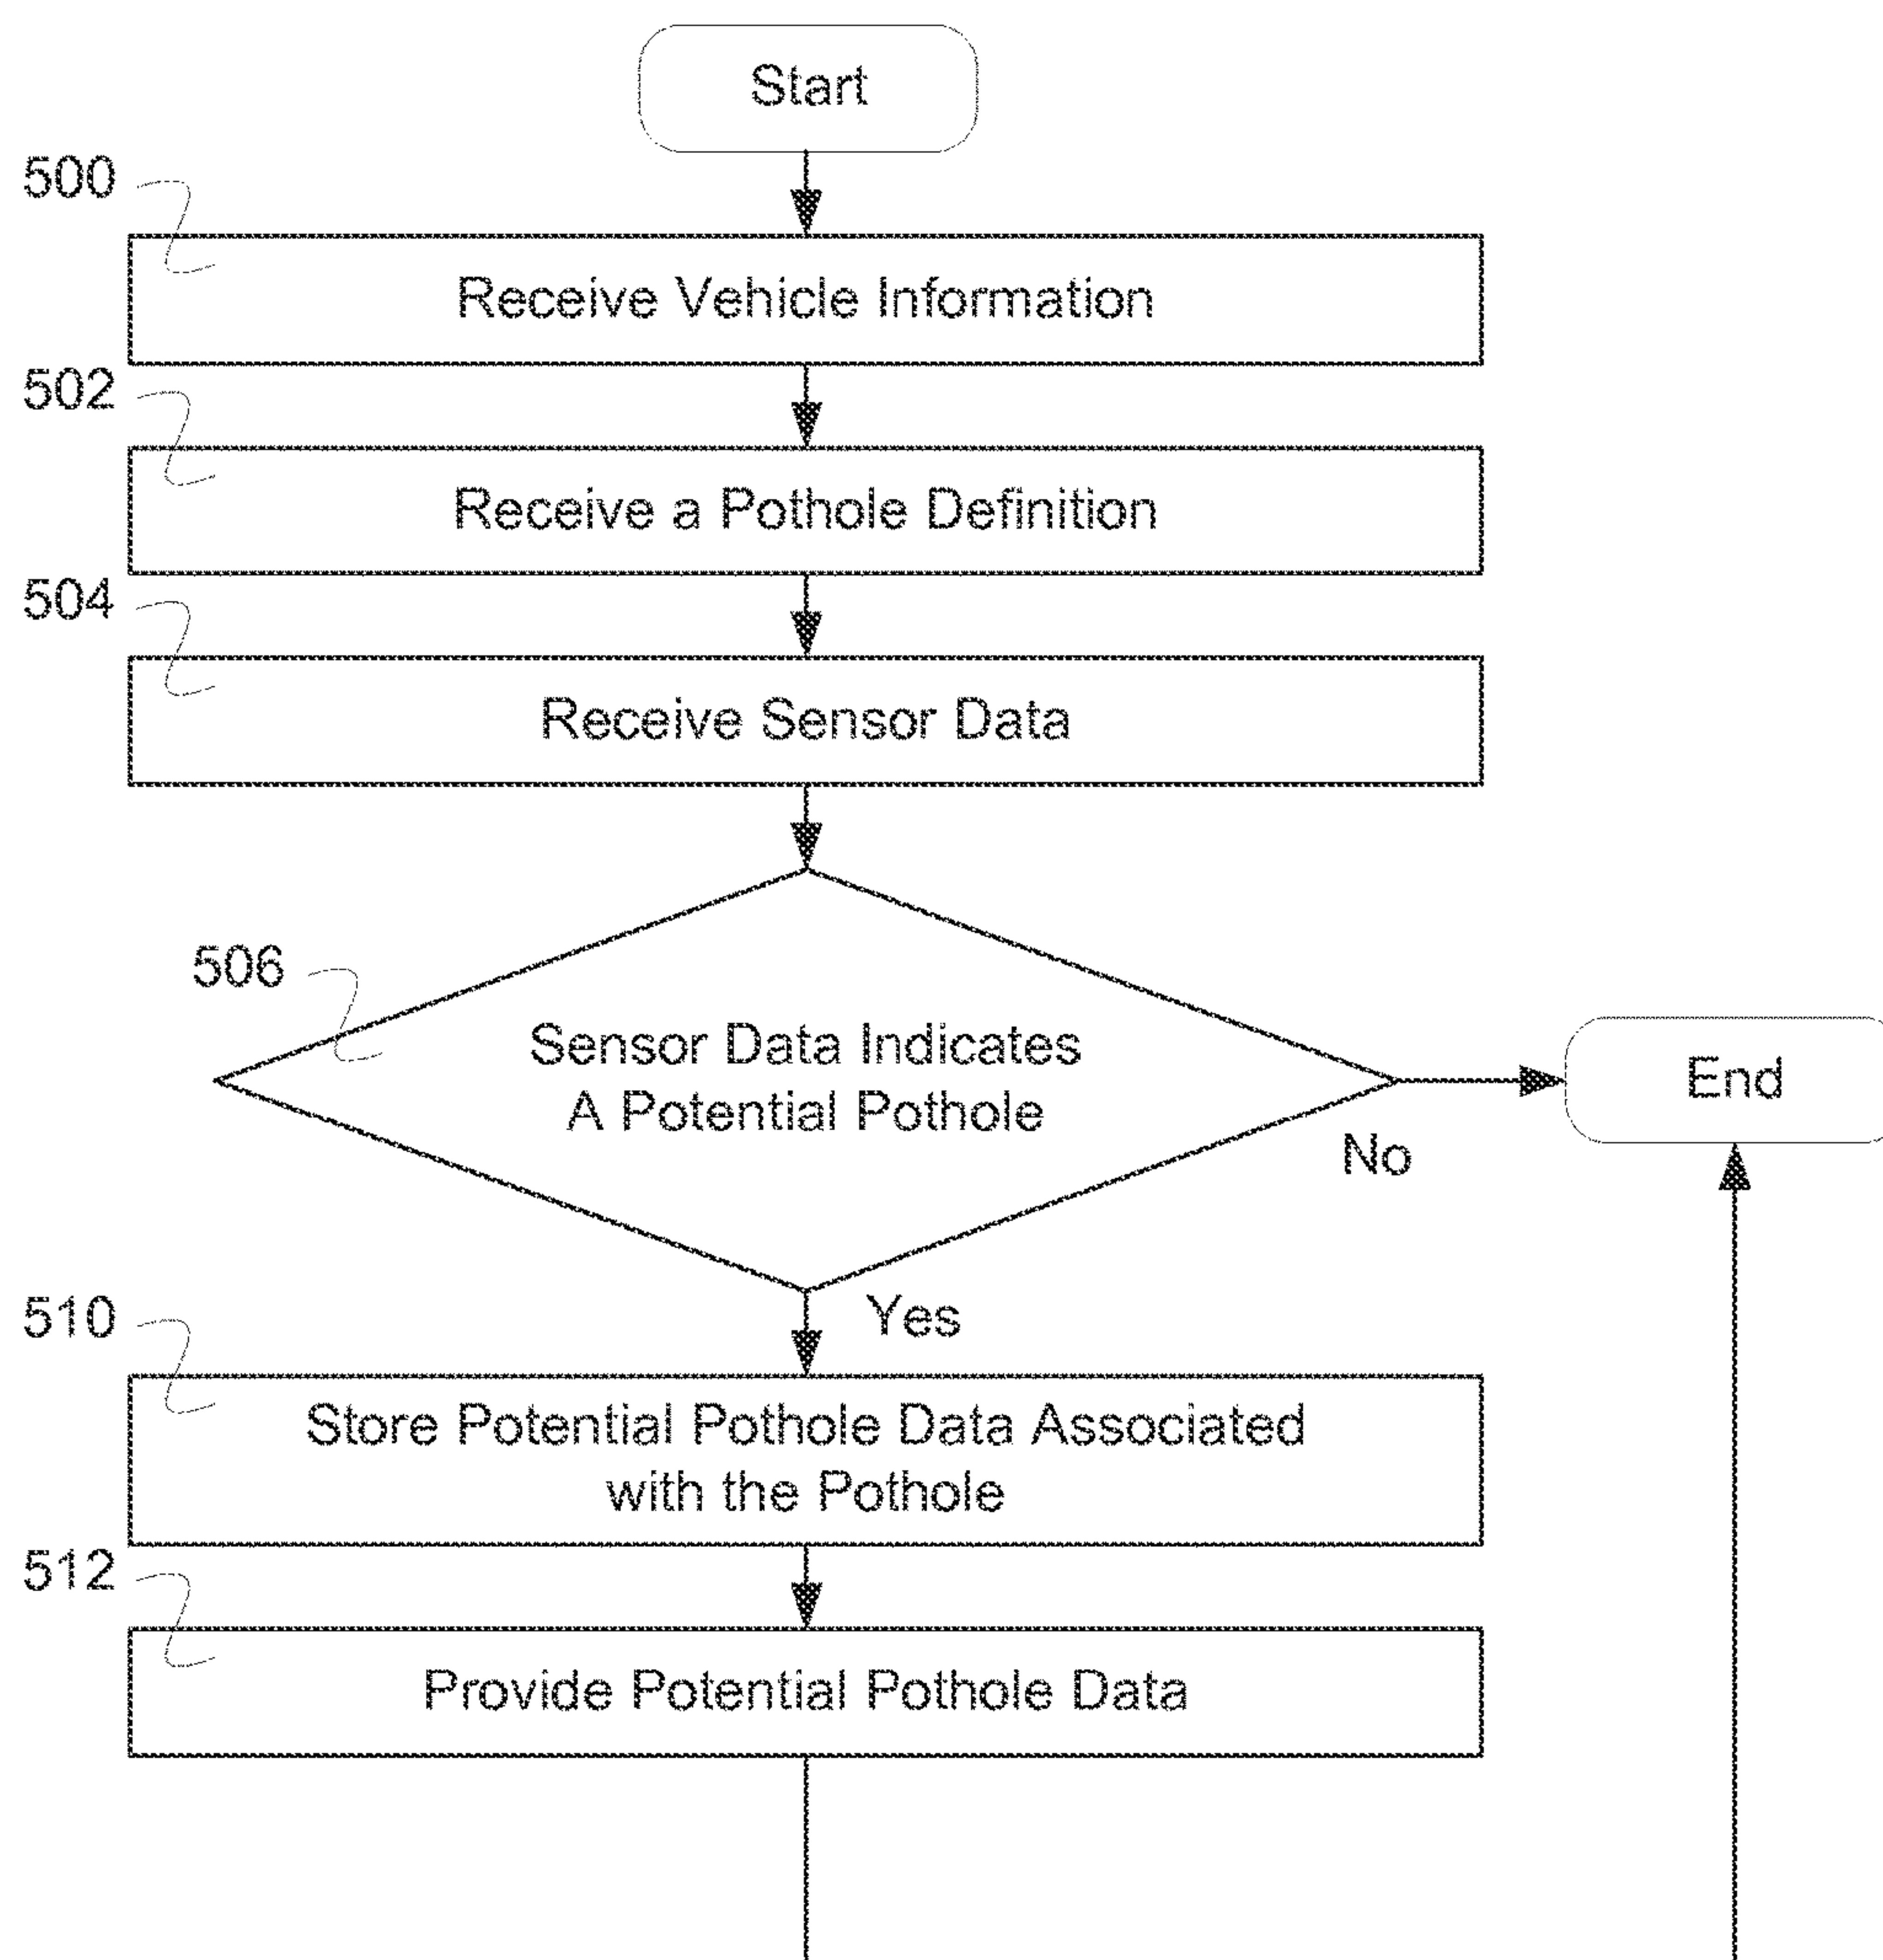 Start
500
Receive Vehicle Information
502
Receive a Pothole Definition
504
Receive Sensor Data
506
Sensor Data Indicates
A Potential Pothole
End
No
Yes
510
Store Potential Pothole Data Associated
with the Pothole
512
Provide Potential Pothole Data